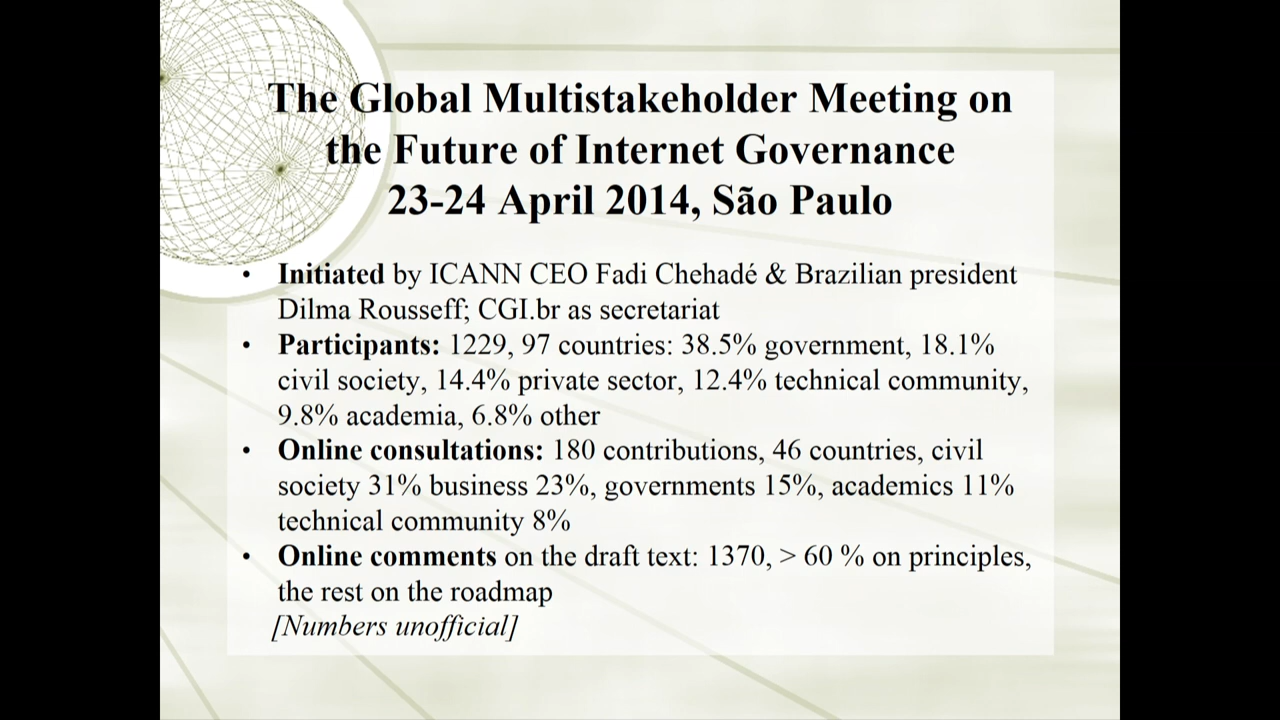 The Global Multistakeholder Meeting on
the Future of Internet Governance
23-24 April 2014, São Paulo
• Initiated by ICANN CEO Fadi Chehadé & Brazilian president
Dilma Rousseff; CGI.br as secretariat
• Participants: 1229, 97 countries: 38.5% government, 18.1%
civil society, 14.4% private sector, 12.4% technical community,
9.8% academia, 6.8% other
• Online consultations: 180 contributions, 46 countries, civil
society 31% business 23%, governments 15%, academics 11%
technical community 8%
• Online comments on the draft text: 1370, > 60 % on principles,
the rest on the roadmap
[Numbers unofficial]